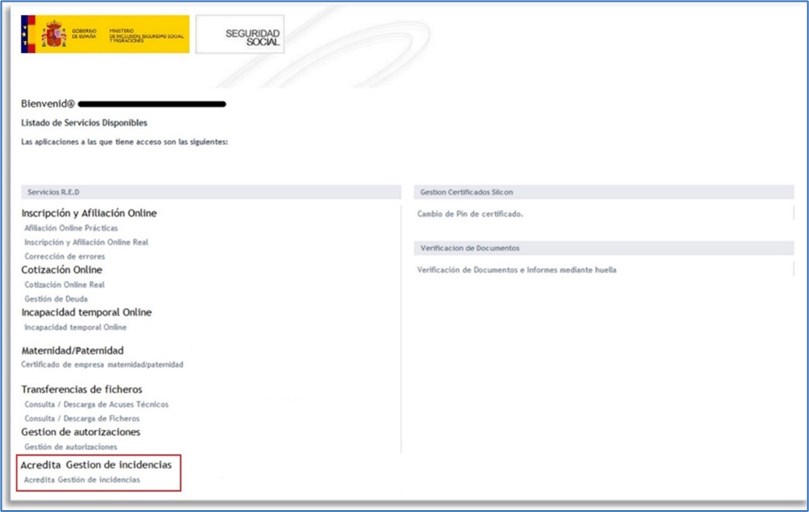 GOBIERNO
DE ESPAÑA
MINISTERIO
DE INCLUSIÓN, SEGURIDAD SOCIAL
Y MIGRACIONES
SEGURIDAD
SOCIAL
Bienvenid@
Listado de Servicios Disponibles
Las aplicaciones a las que tiene acceso son las siguientes:
Servicios R.E.D
Inscripción y Afiliación Online
Afiliación Online Prácticas
Inscripción y Afiliación Online Real
Corrección de errores
Cotización Online
Cotización Online Real
Gestión de Deuda
Incapacidad temporal Online
Incapacidad temporal Online
Maternidad/Paternidad
Certificado de empresa maternidad/paternidad
Transferencias de ficheros
Consulta / Descarga de Acuses Técnicos
Consulta / Descarga de Ficheros
Gestion de autorizaciones
Gestión de autorizaciones
Acredita Gestion de incidencias
Acredita Gestión de incidencias
Gestion Certificados Silcon
Cambio de Pin de certificado.
Verificacion de Documentos
Verificación de Documentos e Informes mediante huella